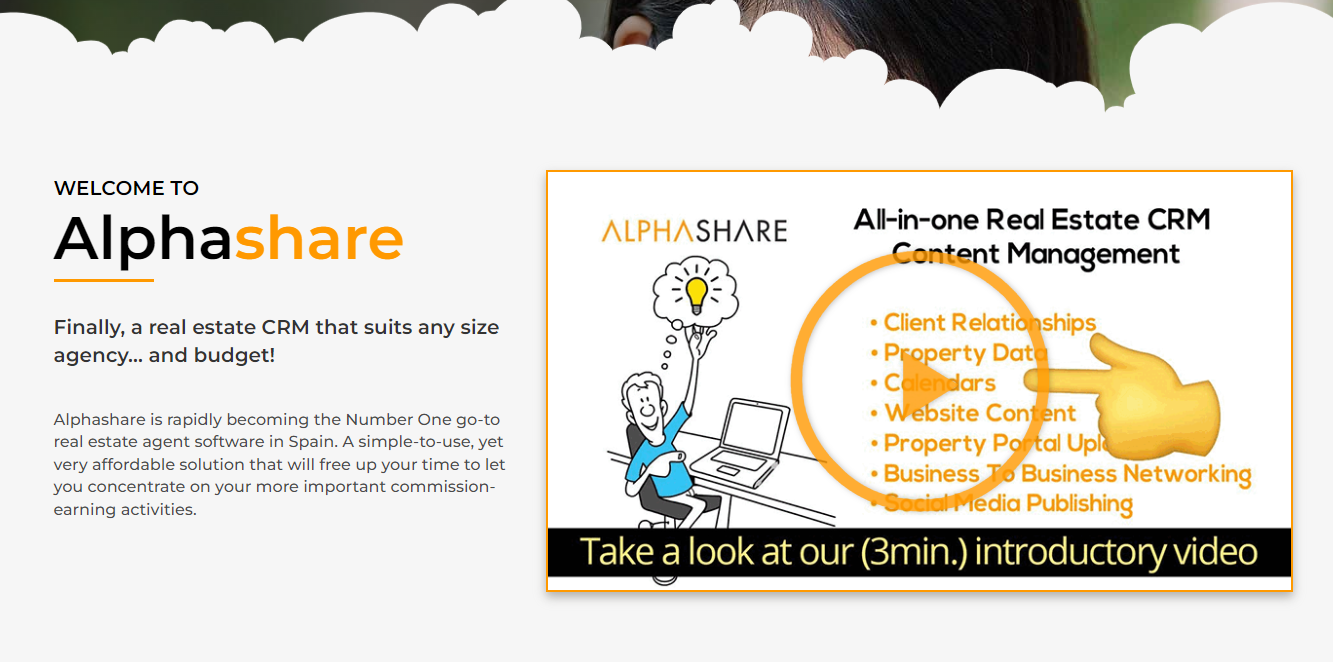 WELCOME TO
Alphashare
Finally, a real estate CRM that suits any size
agency... and budget!
Alphashare is rapidly becoming the Number One go-to
real estate agent software in Spain. A simple-to-use, yet
very affordable solution that will free up your time to let
you concentrate on your more important commission-
earning activities.
ALPHASHARE
All-in-one Real Estate CRM
Content Management
• Client Relationships
• Property Data
• Calendars
• Website Content
• Property Portal
• Business To Business Networking
• Social Media Publishing
Take a look at our (3min.) introductory video